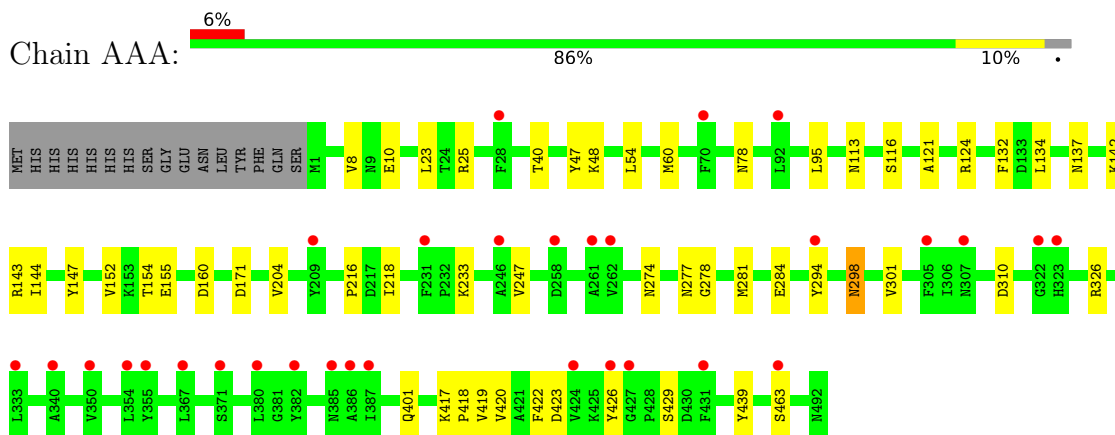 6%
Chain AAA:
86% 10% •
MET HIS HIS HIS HIS HIS HIS SER GLY GLU ASN LEU TYR PHE GLN SER M1 V8 N9 E10 L23 T24 R25 F28 T40 Y47 K48 L54 M60 F70 N78 L92 L95 N113 S116 A121 R124 F132 D133 L134 N137 K142
R143 I144 Y147 V152 K153 T154 E155 D160 D171 V204 Y209 P216 D217 I218 F231 P232 K233 A246 V247 D258 A261 V262 N274 N277 G278 M281 E284 Y294 N298 V301 F305 I306 N307 D310 G322 H323 R326
L333 A340 V350 L354 Y355 L367 S371 L380 G381 Y382 N385 A386 I387 Q401 K417 P418 V419 V420 A421 F422 D423 V424 K425 Y426 G427 P428 S429 D430 F431 Y439 S463 N492